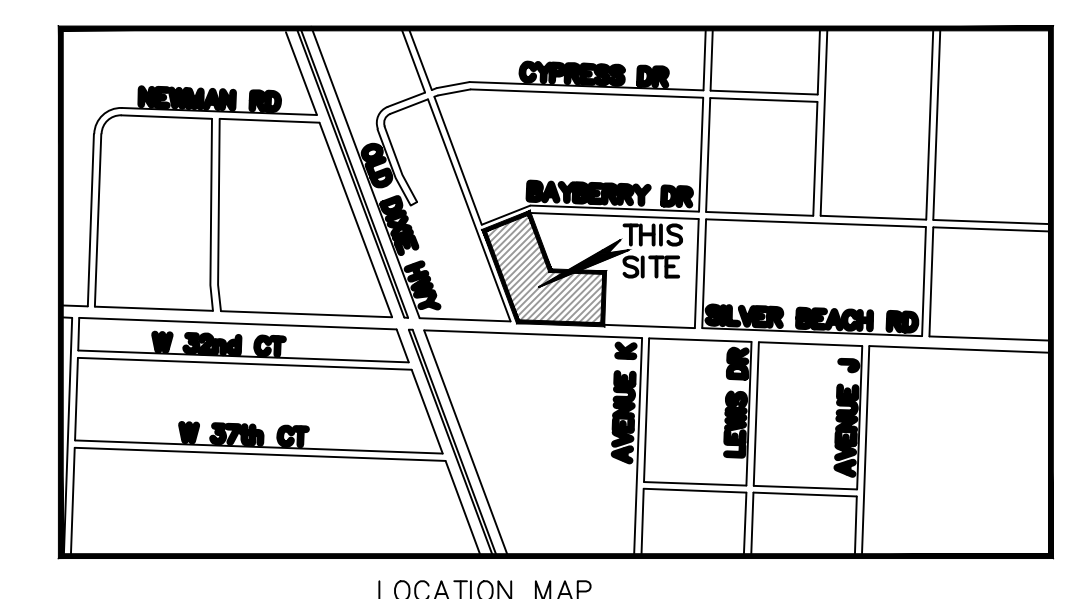 CYPRESS DR
NEWMAN RD
OLD DIXIE HWY
BAYBERRY DR
THIS
SITE
SILVER BEACH RD
W 32nd CT
AVENUE K
LEWIS DR
AVENUE J
W 37th CT
LOCATION MAP